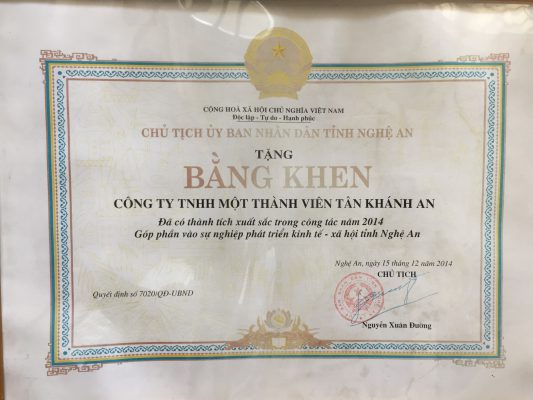 CỘNG HOÀ XÃ HỘI CHỦ NGHĨA VIỆT NAM
Độc lập - Tự do - Hạnh phúc
CHỦ TỊCH ỦY BAN NHÂN DÂN TỈNH NGHỆ AN
TẶNG
BẰNG KHEN
CÔNG TY TNHH MỘT THÀNH VIÊN TÂN KHÁNH AN
Đã có thành tích xuất sắc trong công tác năm 2014
Góp phần vào sự nghiệp phát triển kinh tế - xã hội tỉnh Nghệ An
Nghệ An, ngày 15 tháng 12 năm 2014
CHỦ TỊCH
Quyết định số 7020/QĐ-UBND
Nguyễn Xuân Đường